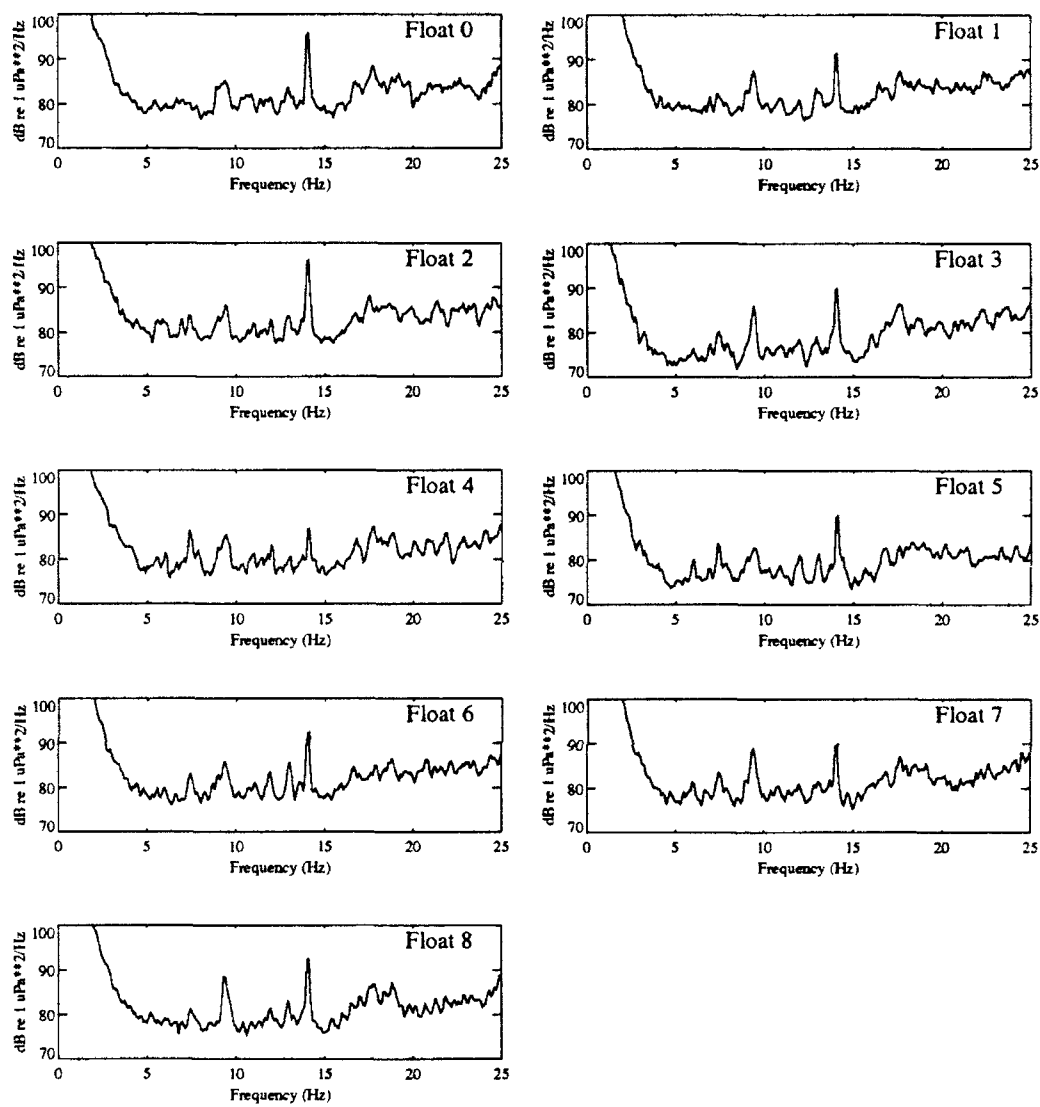 Float 0
dB re 1 uPa**2/Hz
100
90
80
70
0 5 10 15 20 25
Frequency (Hz)
Float 1
dB re 1 uPa**2/Hz
100
90
80
70
0 5 10 15 20 25
Frequency (Hz)
Float 2
dB re 1 uPa**2/Hz
100
90
80
70
0 5 10 15 20 25
Frequency (Hz)
Float 3
dB re 1 uPa**2/Hz
100
90
80
70
0 5 10 15 20 25
Frequency (Hz)
Float 4
dB re 1 uPa**2/Hz
100
90
80
70
0 5 10 15 20 25
Frequency (Hz)
Float 5
dB re 1 uPa**2/Hz
100
90
80
70
0 5 10 15 20 25
Frequency (Hz)
Float 6
dB re 1 uPa**2/Hz
100
90
80
70
0 5 10 15 20 25
Frequency (Hz)
Float 7
dB re 1 uPa**2/Hz
100
90
80
70
0 5 10 15 20 25
Frequency (Hz)
Float 8
dB re 1 uPa**2/Hz
100
90
80
70
0 5 10 15 20 25
Frequency (Hz)